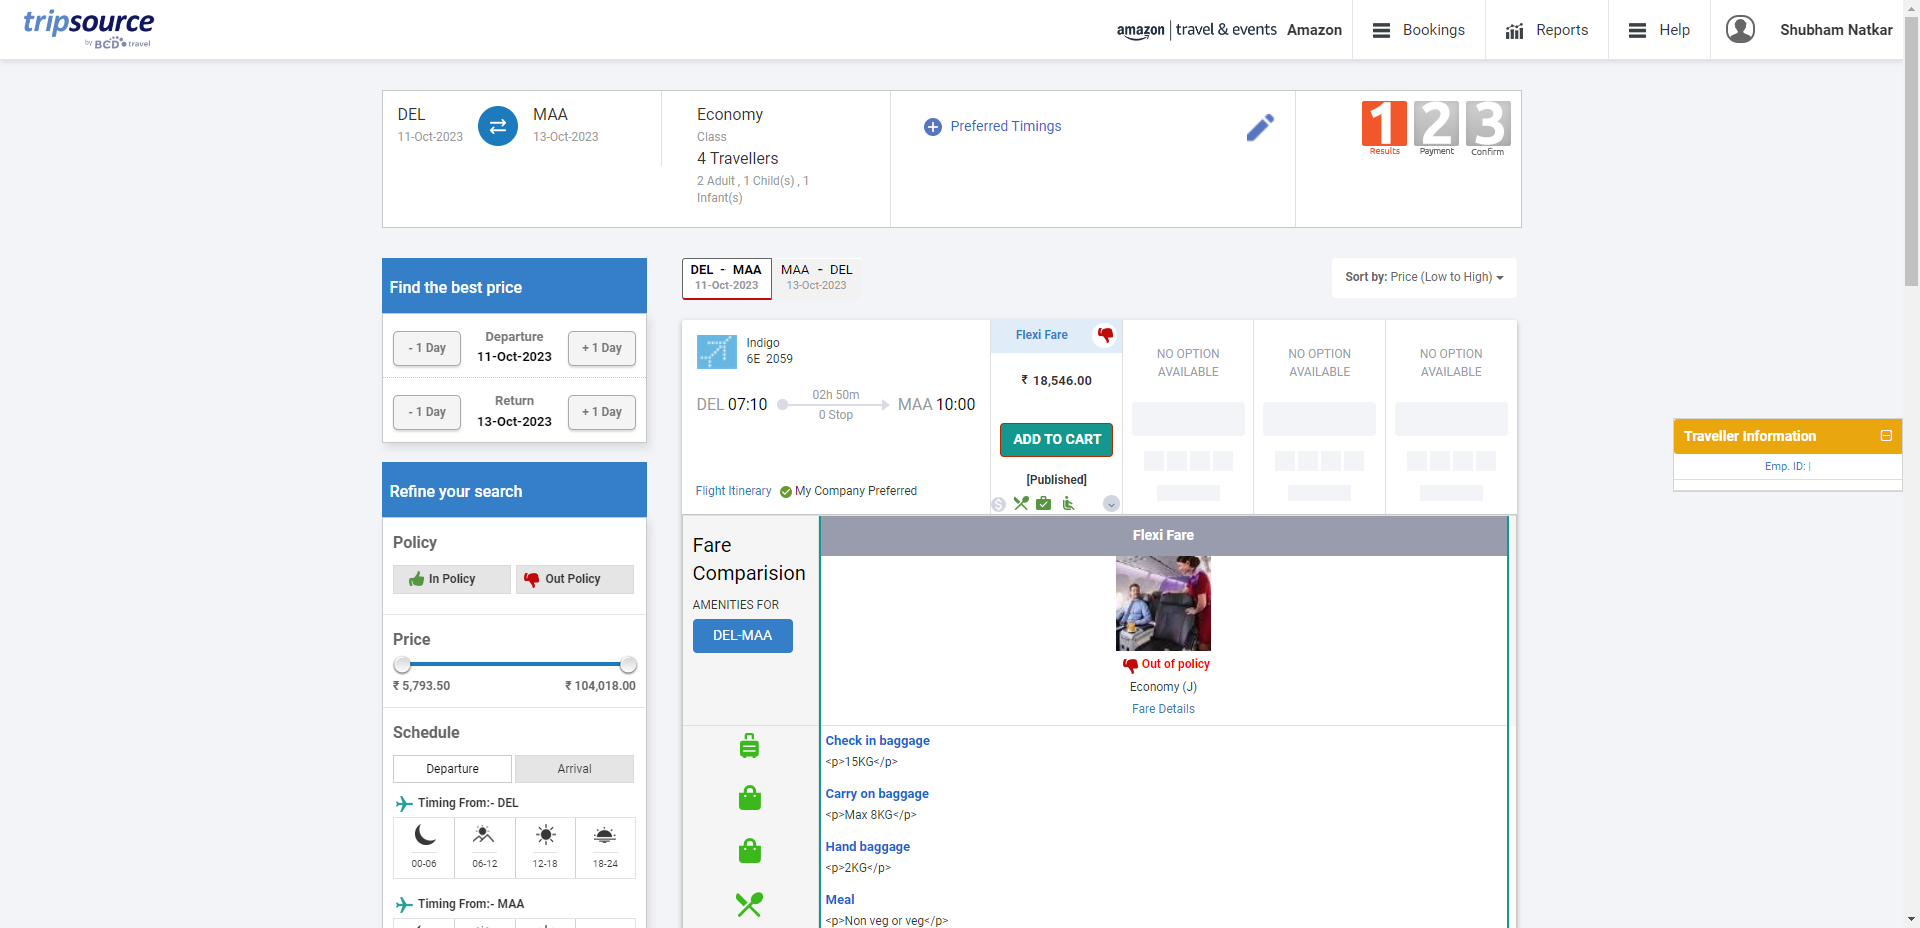 tripsource
by BCD travel
amazon | travel & events Amazon
Bookings
Reports
Help
Shubham Natkar
DEL
11-Oct-2023
MAA
13-Oct-2023
Economy
Class
4 Travellers
2 Adult , 1 Child(s) , 1
Infant(s)
Preferred Timings
1 2 3
Results Payment Confirm
Find the best price
- 1 Day
Departure
11-Oct-2023
+ 1 Day
- 1 Day
Return
13-Oct-2023
+ 1 Day
Refine your search
Policy
In Policy
Out Policy
Price
₹ 5,793.50
₹ 104,018.00
Schedule
Departure
Arrival
Timing From:- DEL
00-06
06-12
12-18
18-24
Timing From:- MAA
DEL - MAA
11-Oct-2023
MAA - DEL
13-Oct-2023
Sort by: Price (Low to High)
Indigo
6E 2059
DEL 07:10
02h 50m
0 Stop
MAA 10:00
Flight Itinerary
My Company Preferred
Flexi Fare
₹ 18,546.00
ADD TO CART
[Published]
NO OPTION
AVAILABLE
NO OPTION
AVAILABLE
NO OPTION
AVAILABLE
Fare
Comparision
AMENITIES FOR
DEL-MAA
Flexi Fare
Out of policy
Economy (J)
Fare Details
Check in baggage
<p>15KG</p>
Carry on baggage
<p>Max 8KG</p>
Hand baggage
<p>2KG</p>
Meal
<p>Non veg or veg</p>
Traveller Information
Emp. ID: |